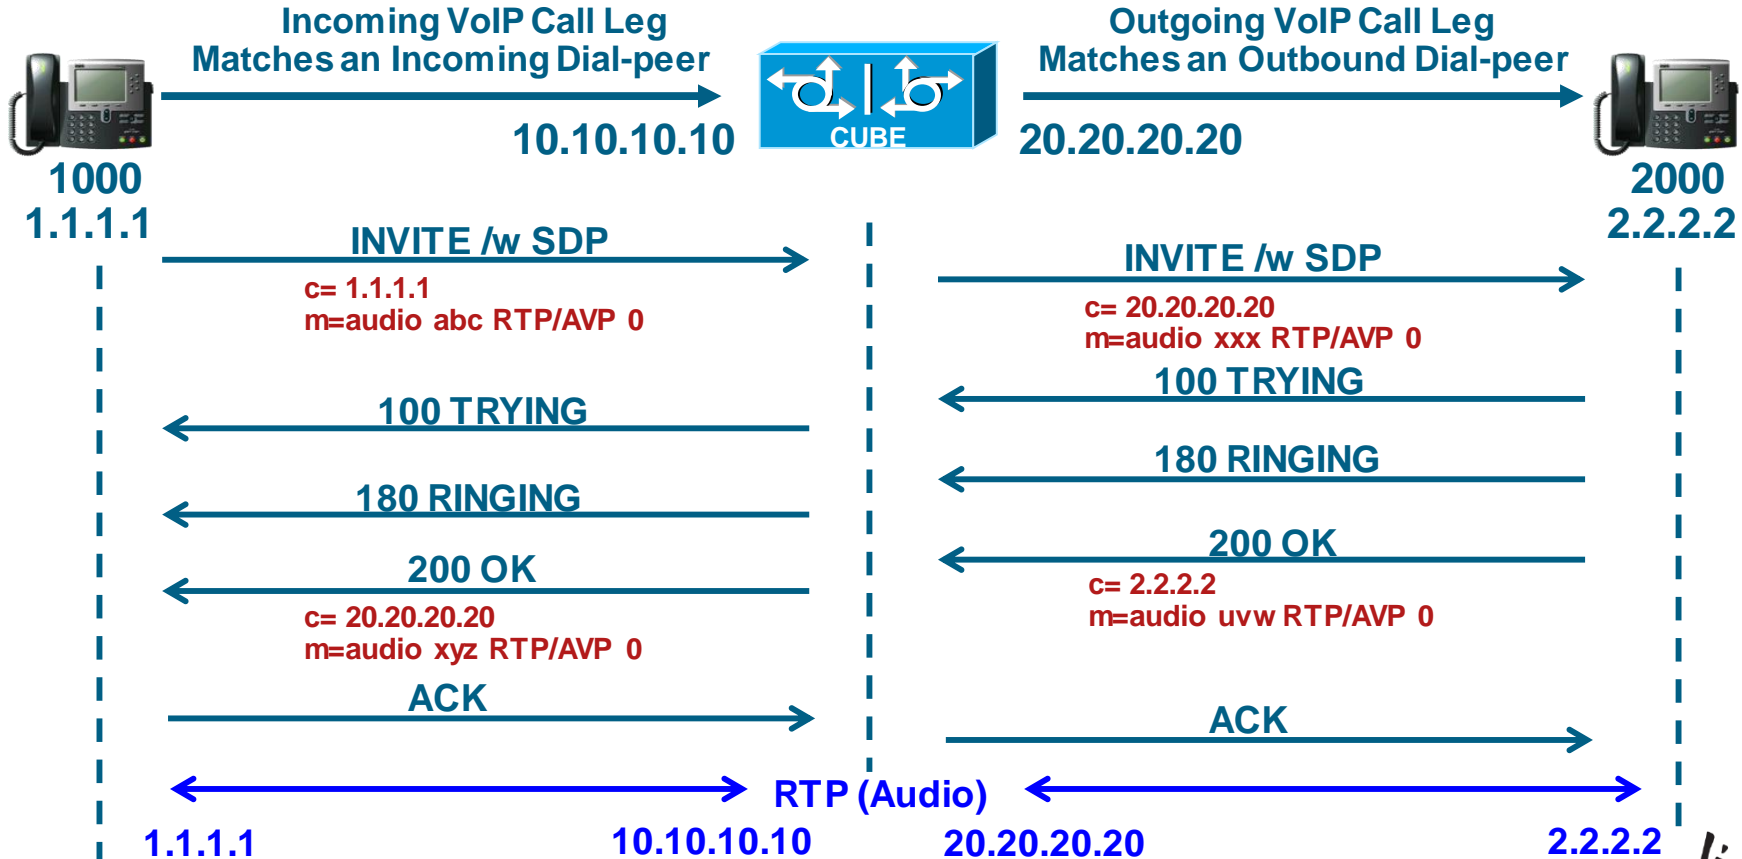 Incoming VoIP Call Leg
Matches an Incoming Dial-peer
Outgoing VoIP Call Leg
Matches an Outbound Dial-peer
10.10.10.10
CUBE
20.20.20.20
1000
1.1.1.1
2000
2.2.2.2
INVITE /w SDP
c= 1.1.1.1
m=audio abc RTP/AVP 0
INVITE /w SDP
c= 20.20.20.20
m=audio xxx RTP/AVP 0
100 TRYING
100 TRYING
180 RINGING
180 RINGING
200 OK
c= 2.2.2.2
m=audio uvw RTP/AVP 0
200 OK
c= 20.20.20.20
m=audio xyz RTP/AVP 0
ACK
ACK
RTP (Audio)
1.1.1.1
10.10.10.10
20.20.20.20
2.2.2.2